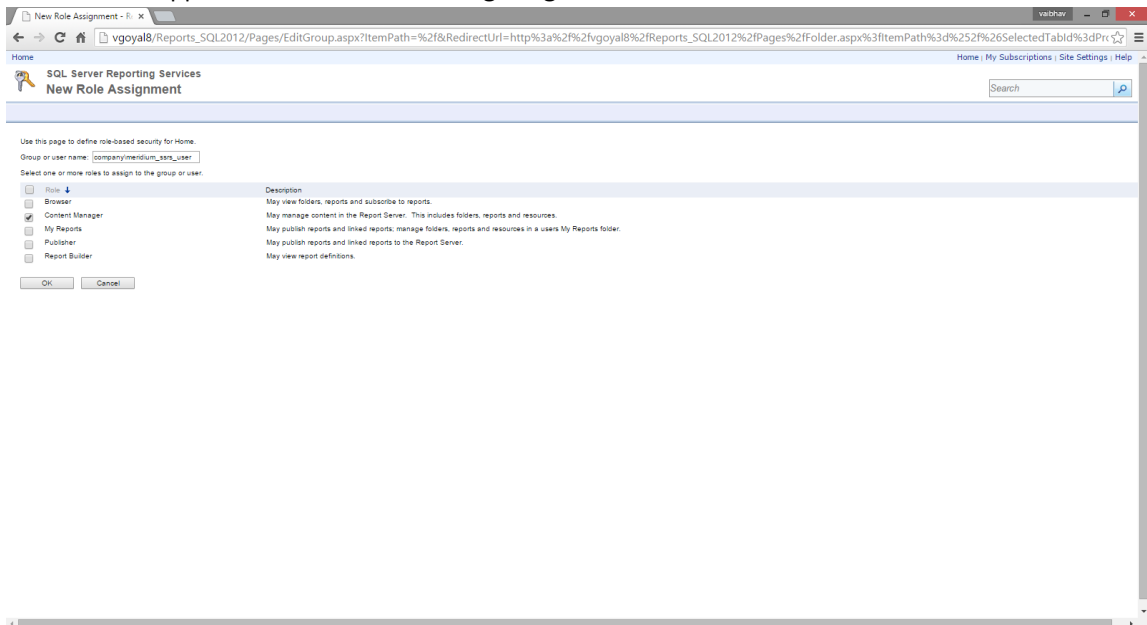 New Role Assignment - R
vaibhav
vgoyal8/Reports_SQL2012/Pages/EditGroup.aspx?ItemPath=%2f&RedirectUrl=http%3a%2f%2fvgoyal8%2fReports_SQL2012%2fPages%2fFolder.aspx%3fItemPath%3d%252f%26SelectedTabId%3dPr
Home
Home | My Subscriptions | Site Settings | Help
SQL Server Reporting Services
New Role Assignment
Search
Use this page to define role-based security for Home.
Group or user name: company\meridium_ssrs_user
Select one or more roles to assign to the group or user.
Role ↓ Description
Browser May view folders, reports and subscribe to reports.
Content Manager May manage content in the Report Server. This includes folders, reports and resources.
My Reports May publish reports and linked reports; manage folders, reports and resources in a users My Reports folder.
Publisher May publish reports and linked reports to the Report Server.
Report Builder May view report definitions.
OK Cancel